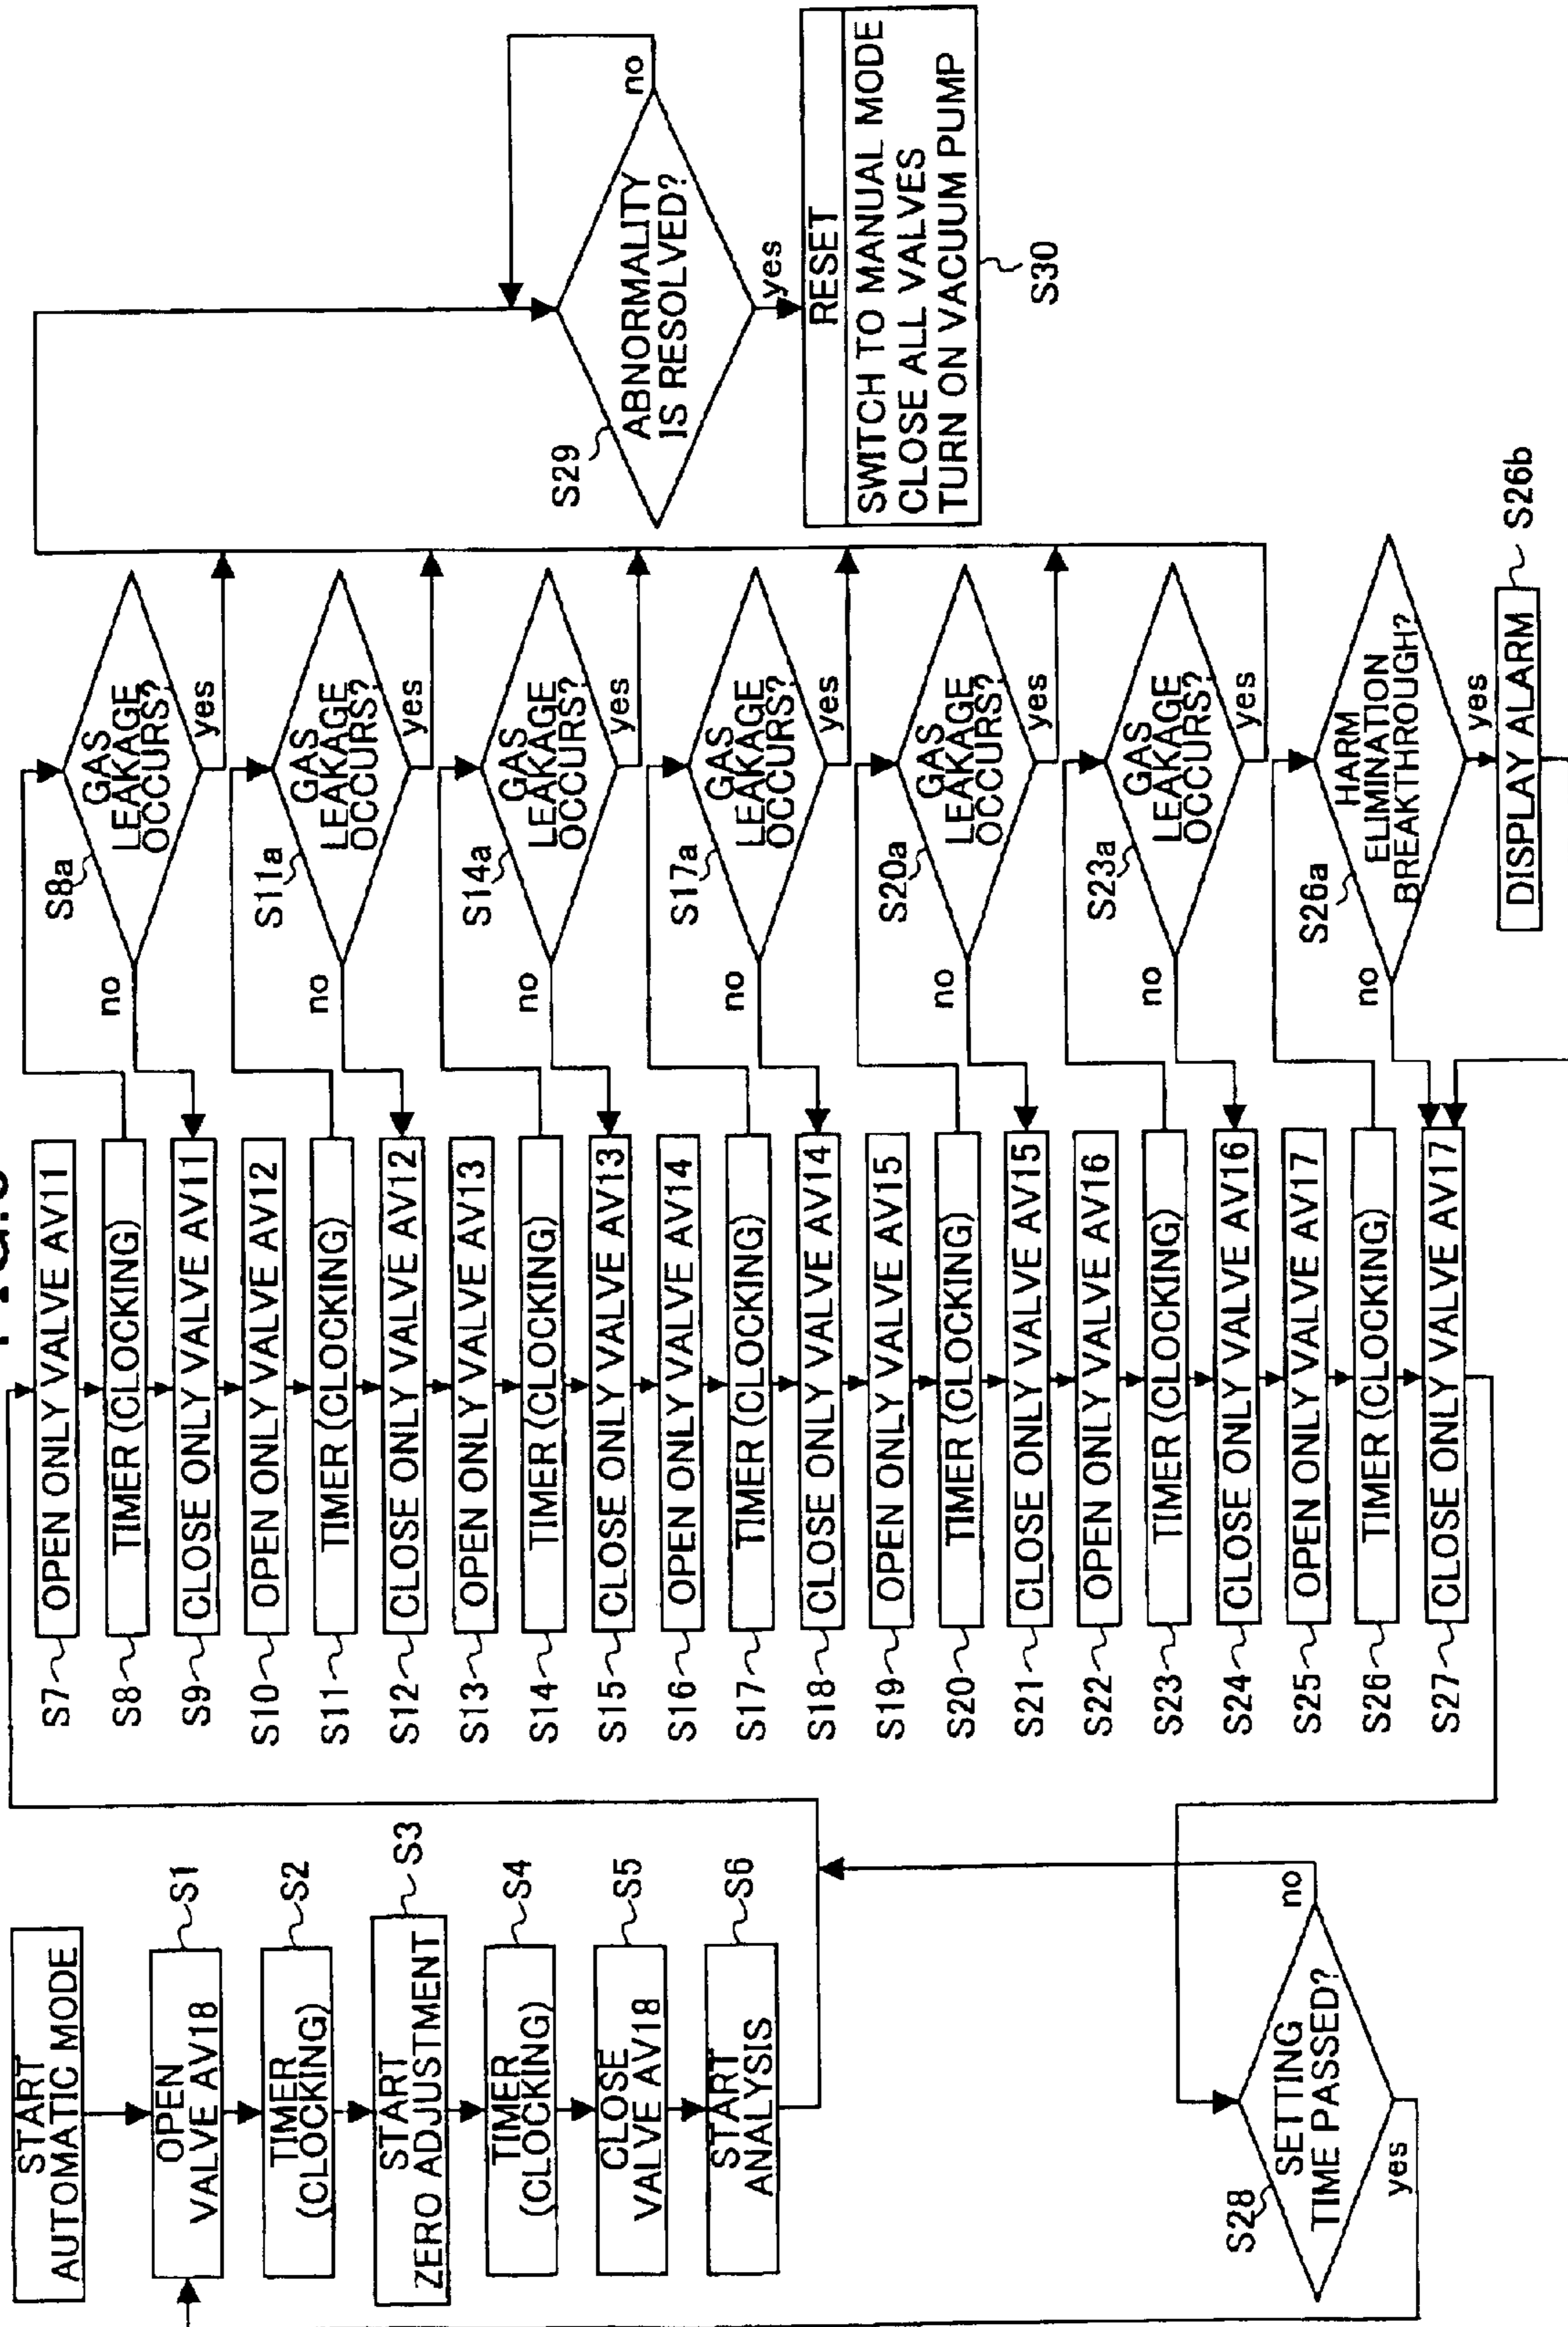 START
AUTOMATIC MODE
OPEN
VALVE AV18
S1
TIMER
(CLOCKING)
S2
START
ZERO ADJUSTMENT
S3
TIMER
(CLOCKING)
S4
CLOSE
VALVE AV18
S5
START
ANALYSIS
S6
S28
SETTING
TIME PASSED?
no
yes
S7
OPEN ONLY VALVE AV11
S8
TIMER (CLOCKING)
S9
CLOSE ONLY VALVE AV11
S10
OPEN ONLY VALVE AV12
S11
TIMER (CLOCKING)
S12
CLOSE ONLY VALVE AV12
S13
OPEN ONLY VALVE AV13
S14
TIMER (CLOCKING)
S15
CLOSE ONLY VALVE AV13
S16
OPEN ONLY VALVE AV14
S17
TIMER (CLOCKING)
S18
CLOSE ONLY VALVE AV14
S19
OPEN ONLY VALVE AV15
S20
TIMER (CLOCKING)
S21
CLOSE ONLY VALVE AV15
S22
OPEN ONLY VALVE AV16
S23
TIMER (CLOCKING)
S24
CLOSE ONLY VALVE AV16
S25
OPEN ONLY VALVE AV17
S26
TIMER (CLOCKING)
S27
CLOSE ONLY VALVE AV17
S8a
GAS
LEAKAGE
OCCURS?
no
yes
S11a
GAS
LEAKAGE
OCCURS?
no
yes
S14a
GAS
LEAKAGE
OCCURS?
no
yes
S17a
GAS
LEAKAGE
OCCURS?
no
yes
S20a
GAS
LEAKAGE
OCCURS?
no
yes
S23a
GAS
LEAKAGE
OCCURS?
no
yes
S26a
HARM
ELIMINATION
BREAKTHROUGH?
no
yes
DISPLAY ALARM
S26b
S29
ABNORMALITY
IS RESOLVED?
no
yes
RESET
SWITCH TO MANUAL MODE
CLOSE ALL VALVES
TURN ON VACUUM PUMP
S30